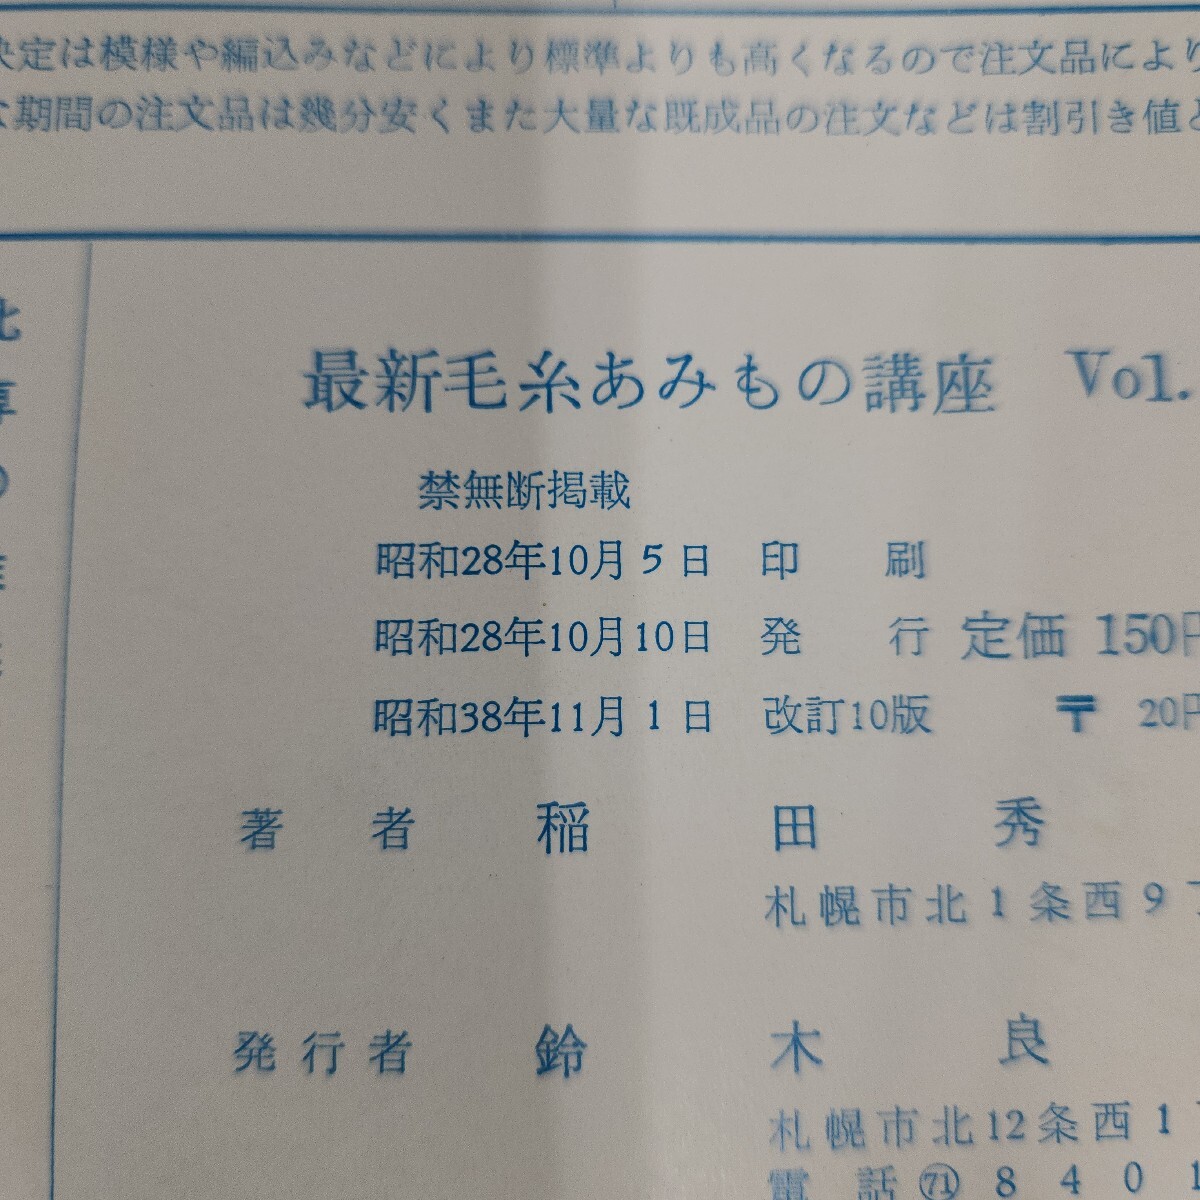 決定は模様や編込みなどにより標準よりも高くなるので注文品により
な期間の注文品は幾分安くまた大量な既成品の注文などは割引き値と
最新毛糸あみもの講座 Vol.
禁無断掲載
昭和28年10月5日 印刷
昭和28年10月10日 発行 定価 150円
昭和38年11月1日 改訂10版 〒 20円
著者 稲田秀
札幌市北1条西9丁
発行者 鈴木良
札幌市北12条西1丁
電話(71)8401